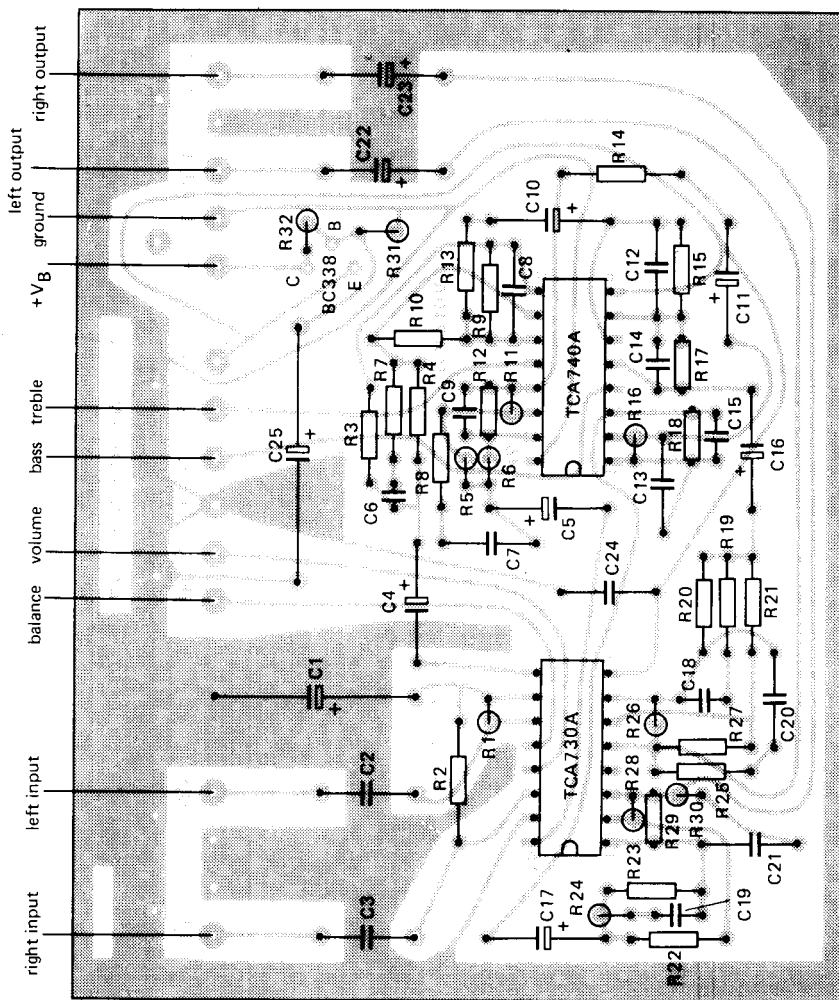 right output
left output
ground
+VB
treble
bass
volume
balance
left input
right input
C23
C22
R14
C10
+
R32
B
R31
C
BC338
E
R13
R9
C8
C12
R15
C11
+
R10
TCA740A
C14
R17
R7
R4
R12
R11
R3
C9
R16
C25
+
R8
R5
R6
R18
C15
C16
+
C6
C13
C5
+
C7
C24
R19
R20
R21
C4
+
C1
+
R1
R2
TCA730A
R26
C18
R27
C20
C2
R28
R25
R29
R30
C21
R23
C3
C17
+
R24
C19
R22